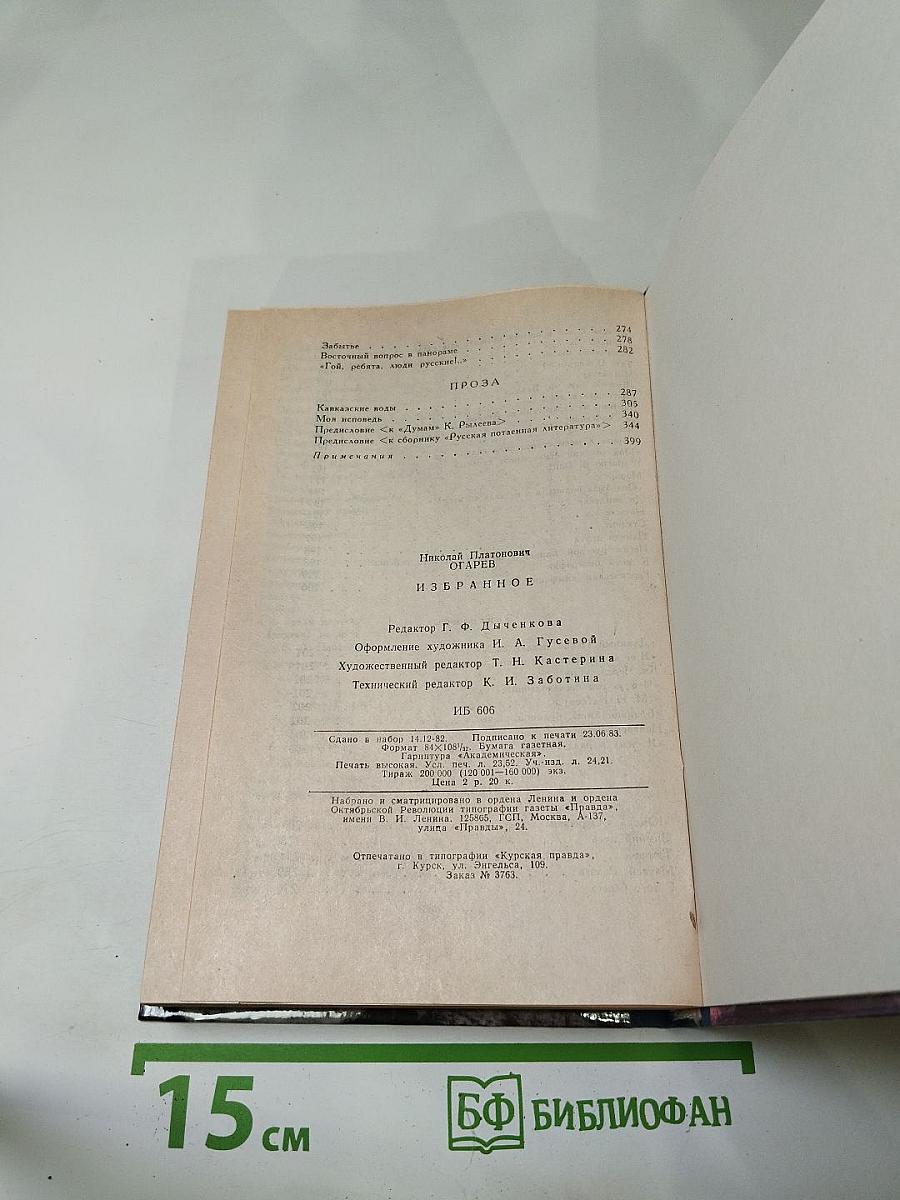 Забытье . . . . . . . . . . . . . . . . . 274
Восточный вопрос в панораме . . . . . . . . . 278
«Гой, ребята, люди русские!..» . . . . . . . . . 282
ПРОЗА
Кавказские воды . . . . . . . . . . . . . . 287
Моя исповедь . . . . . . . . . . . . . . . 305
Предисловие <к «Думам» К. Рылеева> . . . . . . . 340
Предисловие <к сборнику «Русская потаенная литература»> 344
Примечания . . . . . . . . . . . . . . . 399
Николай Платонович
ОГАРЕВ
ИЗБРАННОЕ
Редактор Г. Ф. Дыченкова
Оформление художника И. А. Гусевой
Художественный редактор Т. Н. Кастерина
Технический редактор К. И. Заботина
ИБ 606
Сдано в набор 14.12-82. Подписано к печати 23.06.83.
Формат 84×108¹/₃₂. Бумага газетная.
Гарнитура «Академическая».
Печать высокая. Усл. печ. л. 23,52. Уч.-изд. л. 24,21.
Тираж 200 000 (120 001—160 000) экз.
Цена 2 р. 20 к.
Набрано и сматрицировано в ордена Ленина и ордена
Октябрьской Революции типографии газеты «Правда»,
имени В. И. Ленина. 125865, ГСП, Москва, А-137,
улица «Правды», 24.
Отпечатано в типографии «Курская правда»,
г. Курск, ул. Энгельса, 109.
Заказ № 3763.
15 см
БФ БИБЛИОФАН